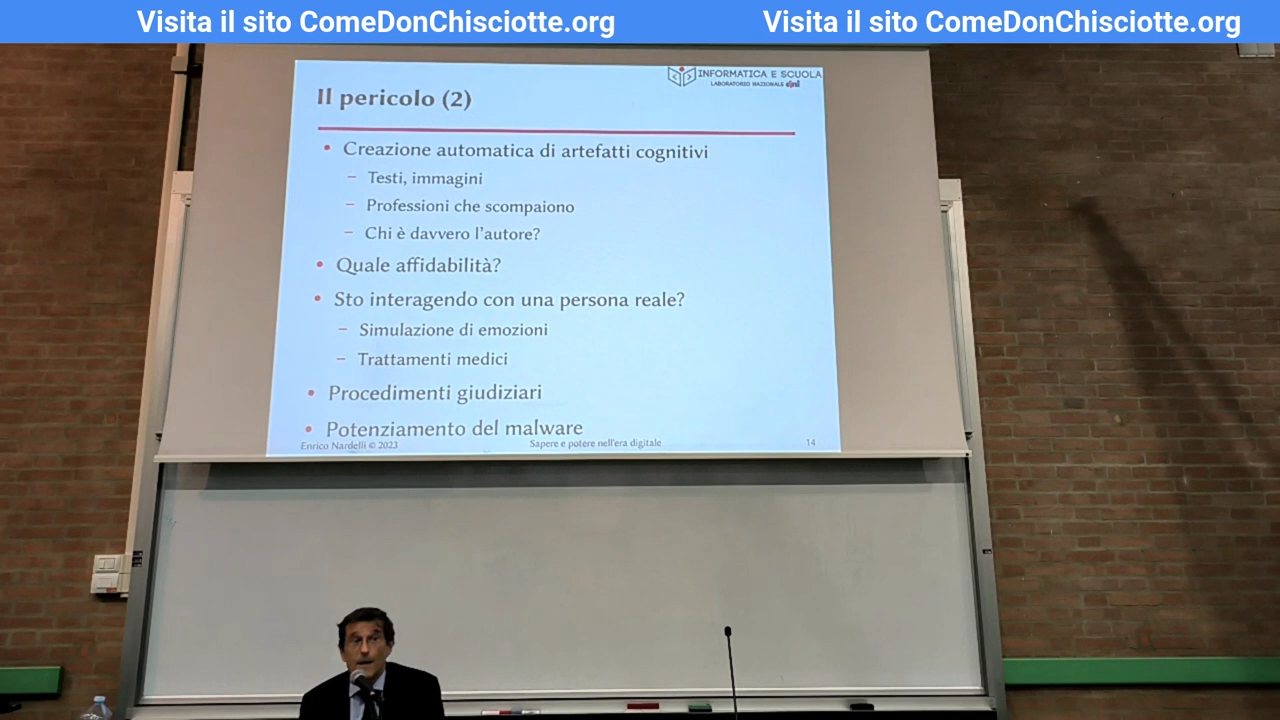 Visita il sito ComeDonChisciotte.org Visita il sito ComeDonChisciotte.org
INFORMATICA E SCUOLA
LABORATORIO NAZIONALE cini
Il pericolo (2)
• Creazione automatica di artefatti cognitivi
– Testi, immagini
– Professioni che scompaiono
– Chi è davvero l'autore?
• Quale affidabilità?
• Sto interagendo con una persona reale?
– Simulazione di emozioni
– Trattamenti medici
• Procedimenti giudiziari
• Potenziamento del malware
Enrico Nardelli © 2023 Sapere e potere nell'era digitale 14